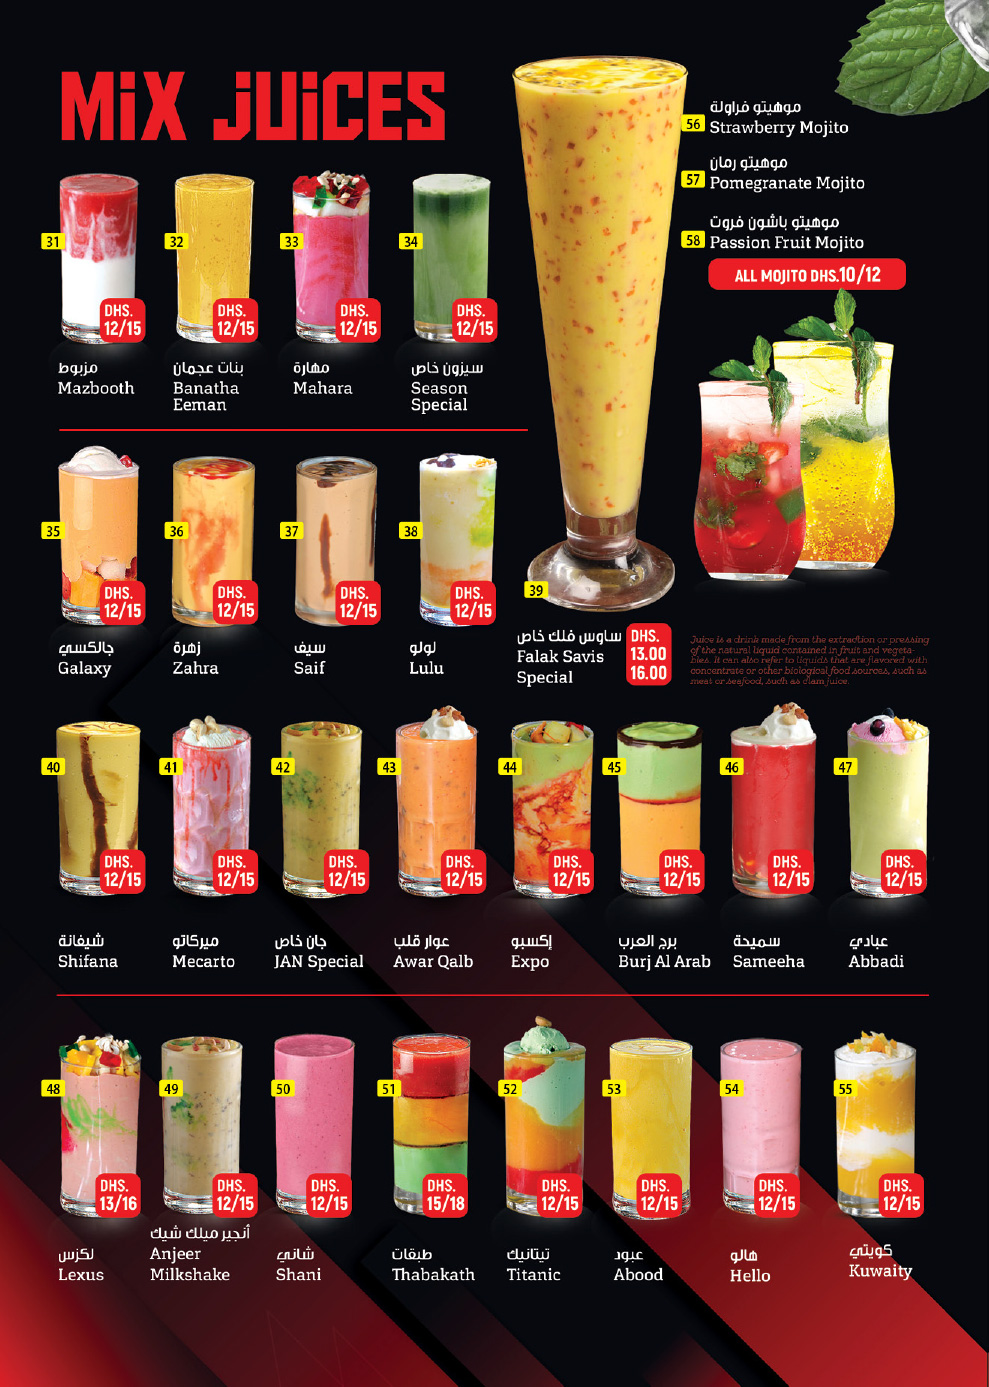 MiX JUiCES
31
DHS.
12/15
مزبوط
Mazbooth
32
DHS.
12/15
بنات عجمان
Banatha
Eeman
33
DHS.
12/15
مهارة
Mahara
34
DHS.
12/15
سيزون خاص
Season
Special
56
موهيتو فراولة
Strawberry Mojito
57
موهيتو رمان
Pomegranate Mojito
58
موهيتو باشون فروت
Passion Fruit Mojito
ALL MOJITO DHS.10/12
35
DHS.
12/15
جالكسي
Galaxy
36
DHS.
12/15
زهرة
Zahra
37
DHS.
12/15
سيف
Saif
38
DHS.
12/15
لولو
Lulu
39
ساوس فلك خاص
Falak Savis
Special
DHS.
13.00
16.00
Juice is a drink made from the extraction or pressing
of the natural liquid contained in fruit and vegeta-
bles. It can also refer to liquids that are flavored with
concentrate or other biological food sources, such as
meat or seafood, such as clam juice.
40
DHS.
12/15
شيفانة
Shifana
41
DHS.
12/15
ميركاتو
Mecarto
42
DHS.
12/15
جان خاص
JAN Special
43
DHS.
12/15
عوار قلب
Awar Qalb
44
DHS.
12/15
إكسبو
Expo
45
DHS.
12/15
برج العرب
Burj Al Arab
46
DHS.
12/15
سميحة
Sameeha
47
DHS.
12/15
عبادي
Abbadi
48
DHS.
13/16
لكزس
Lexus
49
DHS.
12/15
أنجير ميلك شيك
Anjeer
Milkshake
50
DHS.
12/15
شاني
Shani
51
DHS.
15/18
طبقات
Thabakath
52
DHS.
12/15
تيتانيك
Titanic
53
DHS.
12/15
عبود
Abood
54
DHS.
12/15
هالو
Hello
55
DHS.
12/15
كويتي
Kuwaity